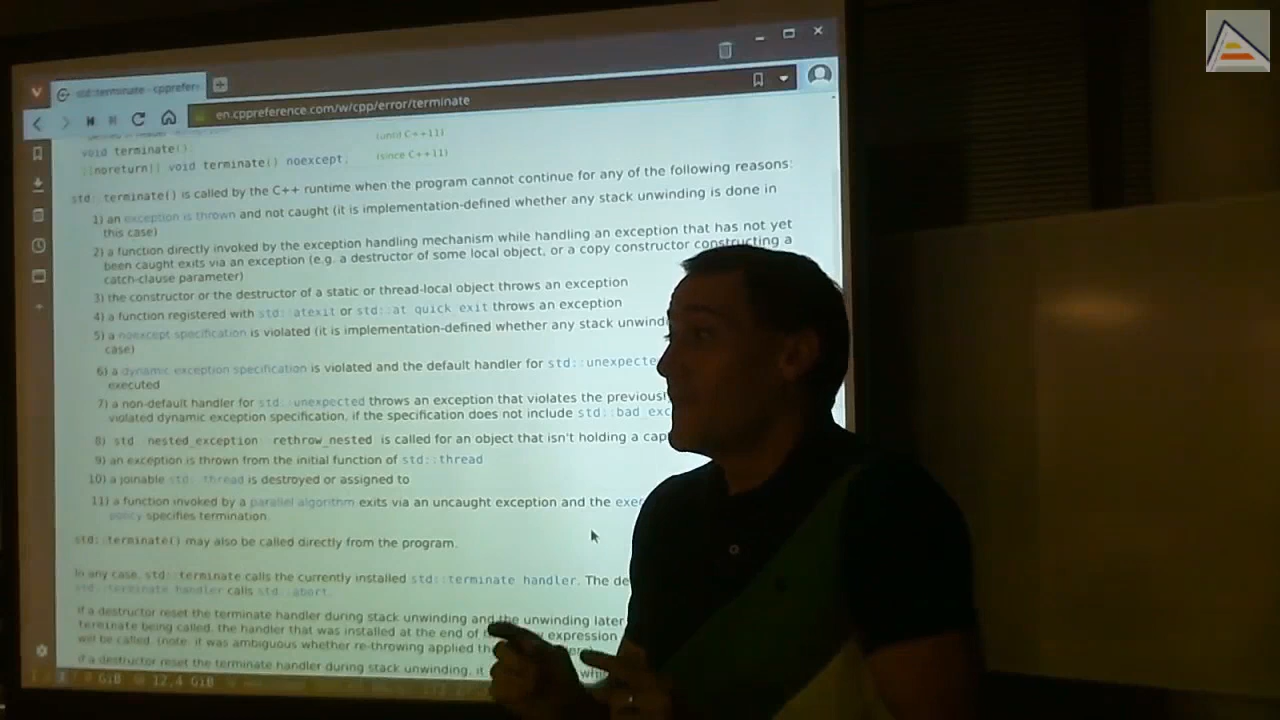 std::terminate - cpprefer
en.cppreference.com/w/cpp/error/terminate
(until C++11)
void terminate();
[[noreturn]] void terminate() noexcept;
(since C++11)
std::terminate() is called by the C++ runtime when the program cannot continue for any of the following reasons:
1) an exception is thrown and not caught (it is implementation-defined whether any stack unwinding is done in
this case)
2) a function directly invoked by the exception handling mechanism while handling an exception that has not yet
been caught exits via an exception (e.g. a destructor of some local object, or a copy constructor constructing a
catch-clause parameter)
3) the constructor or the destructor of a static or thread-local object throws an exception
4) a function registered with std::atexit or std::at_quick_exit throws an exception
5) a noexcept specification is violated (it is implementation-defined whether any stack unwind
case)
6) a dynamic exception specification is violated and the default handler for std::unexpecte
executed
7) a non-default handler for std::unexpected throws an exception that violates the previousl
violated dynamic exception specification, if the specification does not include std::bad_exc
8) std::nested_exception::rethrow_nested is called for an object that isn't holding a cap
9) an exception is thrown from the initial function of std::thread
10) a joinable std::thread is destroyed or assigned to
11) a function invoked by a parallel algorithm exits via an uncaught exception and the exec
policy specifies termination.
std::terminate() may also be called directly from the program.
In any case, std::terminate calls the currently installed std::terminate_handler. The de
std::terminate_handler calls std::abort.
If a destructor reset the terminate handler during stack unwinding and the unwinding later
terminate being called, the handler that was installed at the end of expression
will be called. (note: it was ambiguous whether re-throwing applied
If a destructor reset the terminate handler during stack unwinding, it
GiB 12,4 GiB